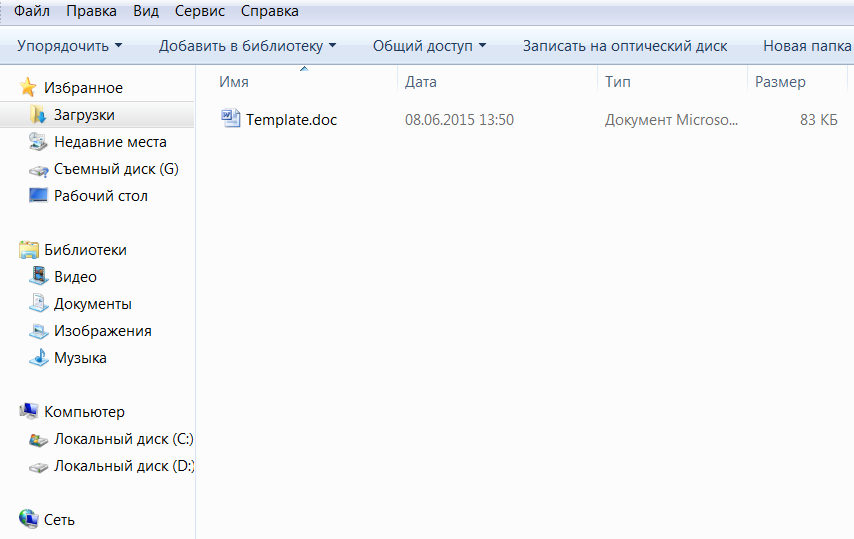 Файл Правка Вид Сервис Справка
Упорядочить Добавить в библиотеку Общий доступ Записать на оптический диск Новая папка
Избранное
Загрузки
Недавние места
Съемный диск (G)
Рабочий стол
Библиотеки
Видео
Документы
Изображения
Музыка
Компьютер
Локальный диск (C:)
Локальный диск (D:)
Сеть
Имя Дата Тип Размер
Template.doc 08.06.2015 13:50 Документ Microso... 83 КБ